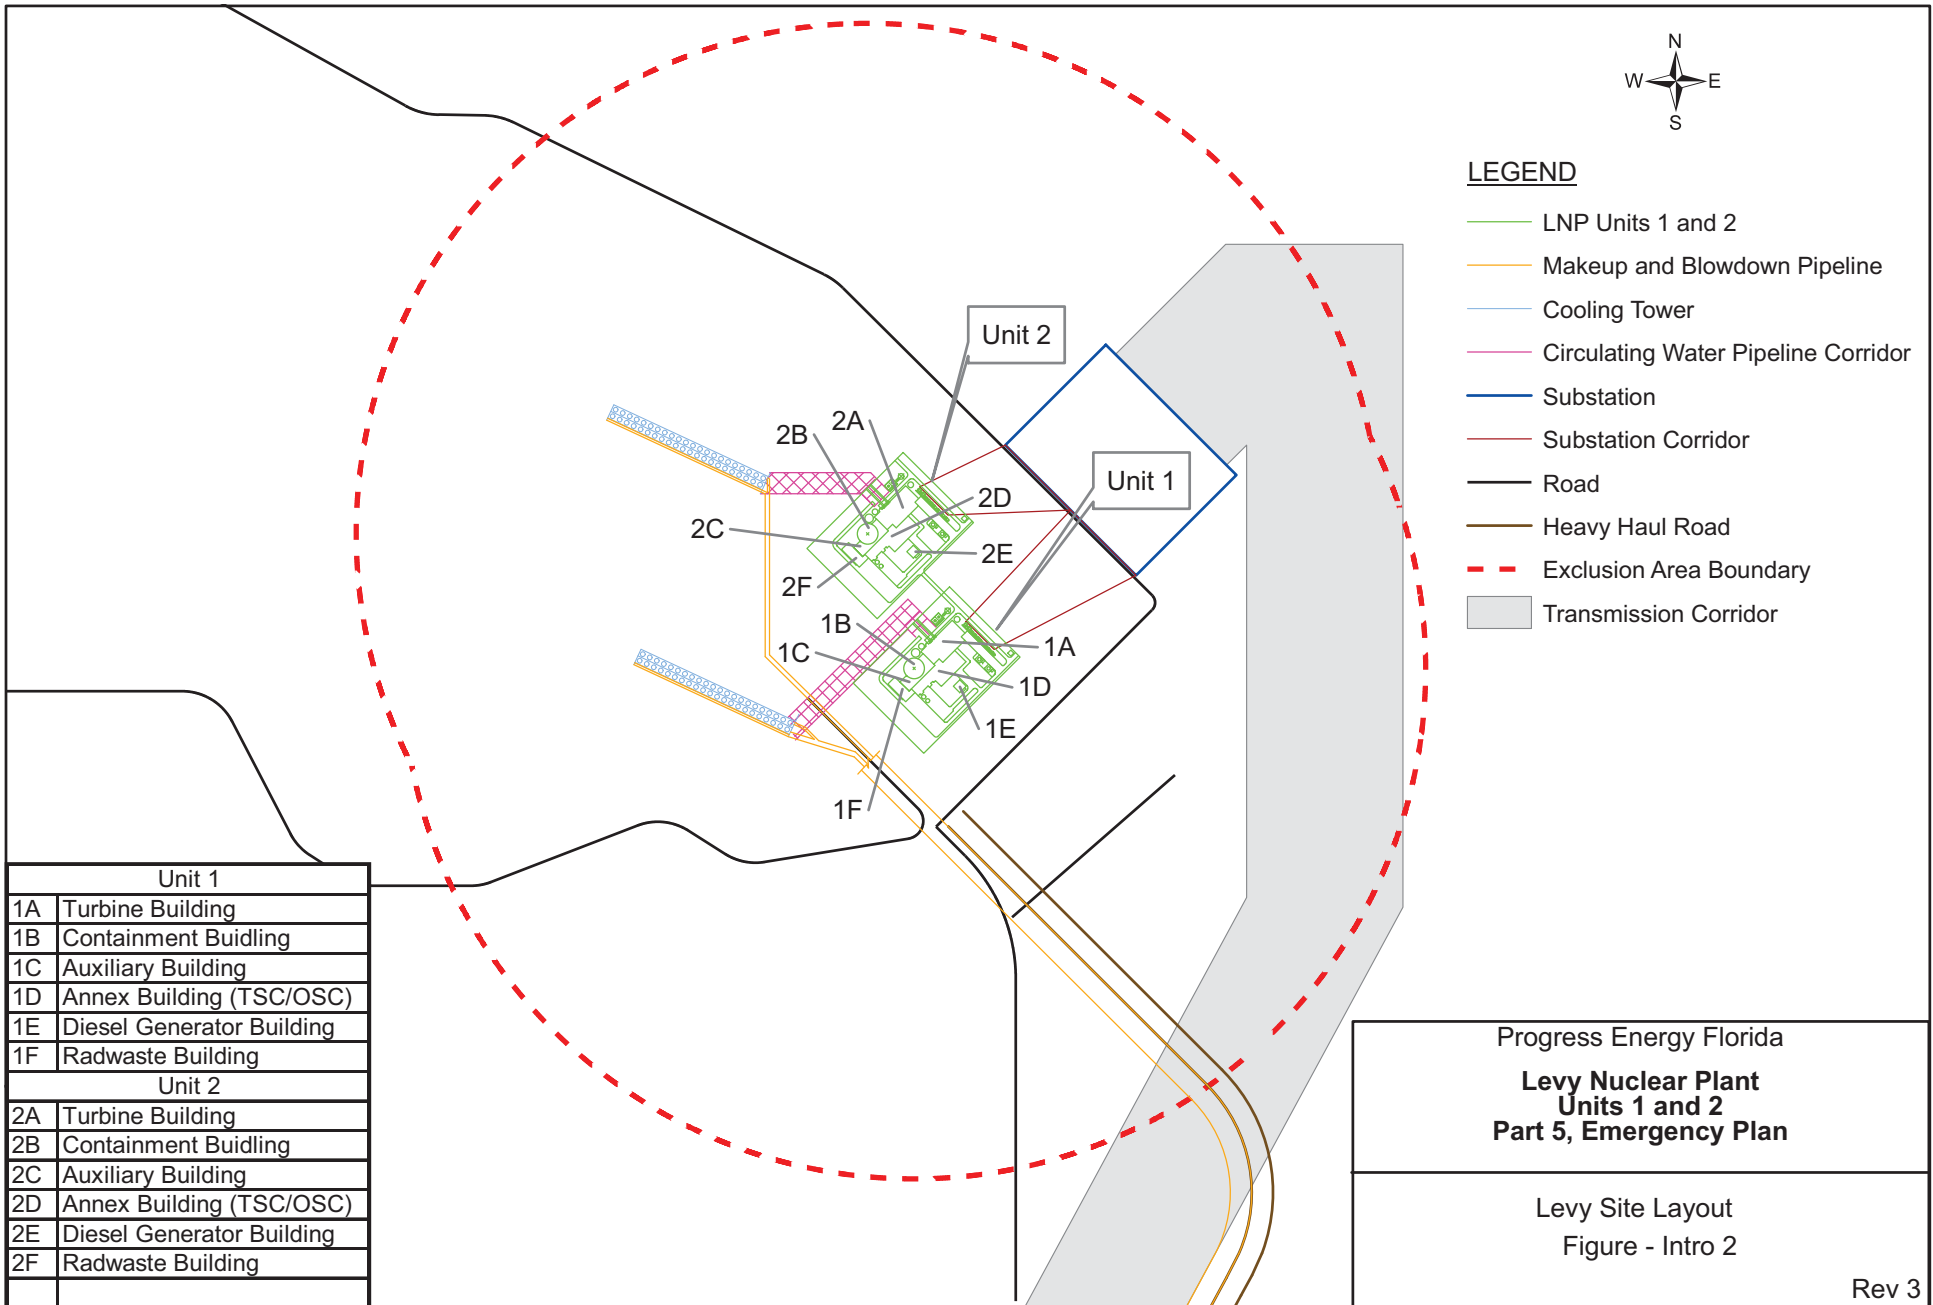 N
W E
S
LEGEND
LNP Units 1 and 2
Makeup and Blowdown Pipeline
Cooling Tower
Circulating Water Pipeline Corridor
Substation
Substation Corridor
Road
Heavy Haul Road
Exclusion Area Boundary
Transmission Corridor
Unit 2
Unit 1
2A
2B
2C
2D
2E
2F
1A
1B
1C
1D
1E
1F
Unit 1
1A Turbine Building
1B Containment Buidling
1C Auxiliary Building
1D Annex Building (TSC/OSC)
1E Diesel Generator Building
1F Radwaste Building
Unit 2
2A Turbine Building
2B Containment Buidling
2C Auxiliary Building
2D Annex Building (TSC/OSC)
2E Diesel Generator Building
2F Radwaste Building
Progress Energy Florida
Levy Nuclear Plant
Units 1 and 2
Part 5, Emergency Plan
Levy Site Layout
Figure - Intro 2
Rev 3